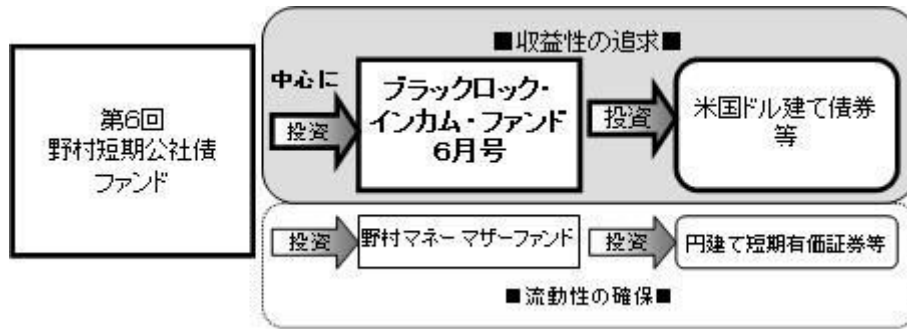 ■収益性の追求■
第6回
野村短期公社債
ファンド
中心に
投資
ブラックロック・
インカム・ファンド
6月号
投資
米国ドル建て債券
等
投資
野村マネー マザーファンド
投資
円建て短期有価証券等
■流動性の確保■